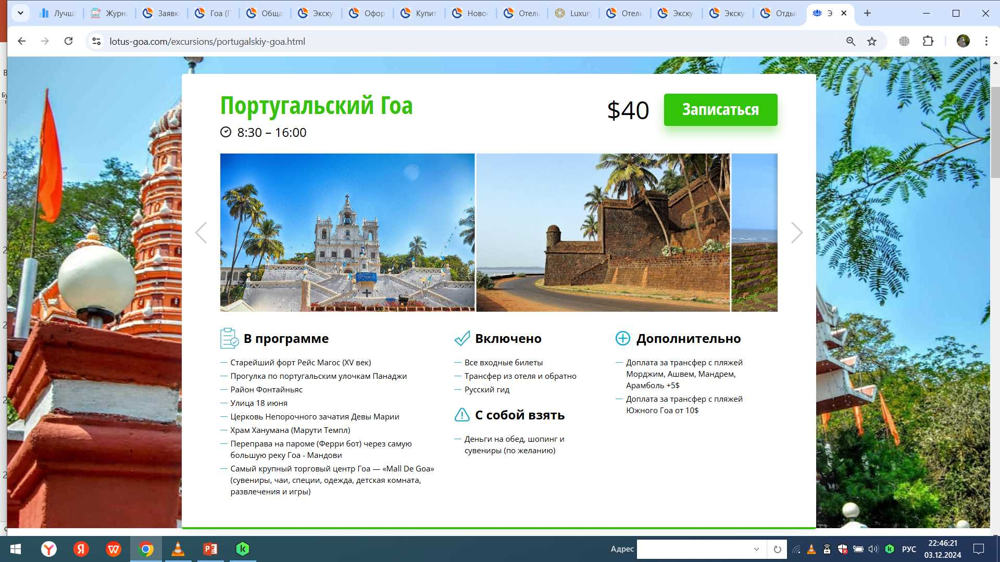 Лучша
Журна
Заявк
Гоа (Г
Обща
Экску
Офор
Купит
Новос
Отель
Luxury
Отель
Экску
Экску
Отды
Э
lotus-goa.com/excursions/portugalskiy-goa.html
Португальский Гоа
$40
Записаться
8:30 – 16:00
В программе
Старейший форт Рейс Магос (XV век)
Прогулка по португальским улочкам Панаджи
Район Фонтайньяс
Улица 18 июня
Церковь Непорочного зачатия Девы Марии
Храм Ханумана (Марути Темпл)
Переправа на пароме (Ферри бот) через самую
большую реку Гоа - Мандови
Самый крупный торговый центр Гоа — «Mall De Goa»
(сувениры, чаи, специи, одежда, детская комната,
развлечения и игры)
Включено
Все входные билеты
Трансфер из отеля и обратно
Русский гид
С собой взять
Деньги на обед, шопинг и
сувениры (по желанию)
Дополнительно
Доплата за трансфер с пляжей
Морджим, Ашвем, Мандрем,
Арамболь +5$
Доплата за трансфер с пляжей
Южного Гоа от 10$
Адрес
РУС
22:46:21
03.12.2024